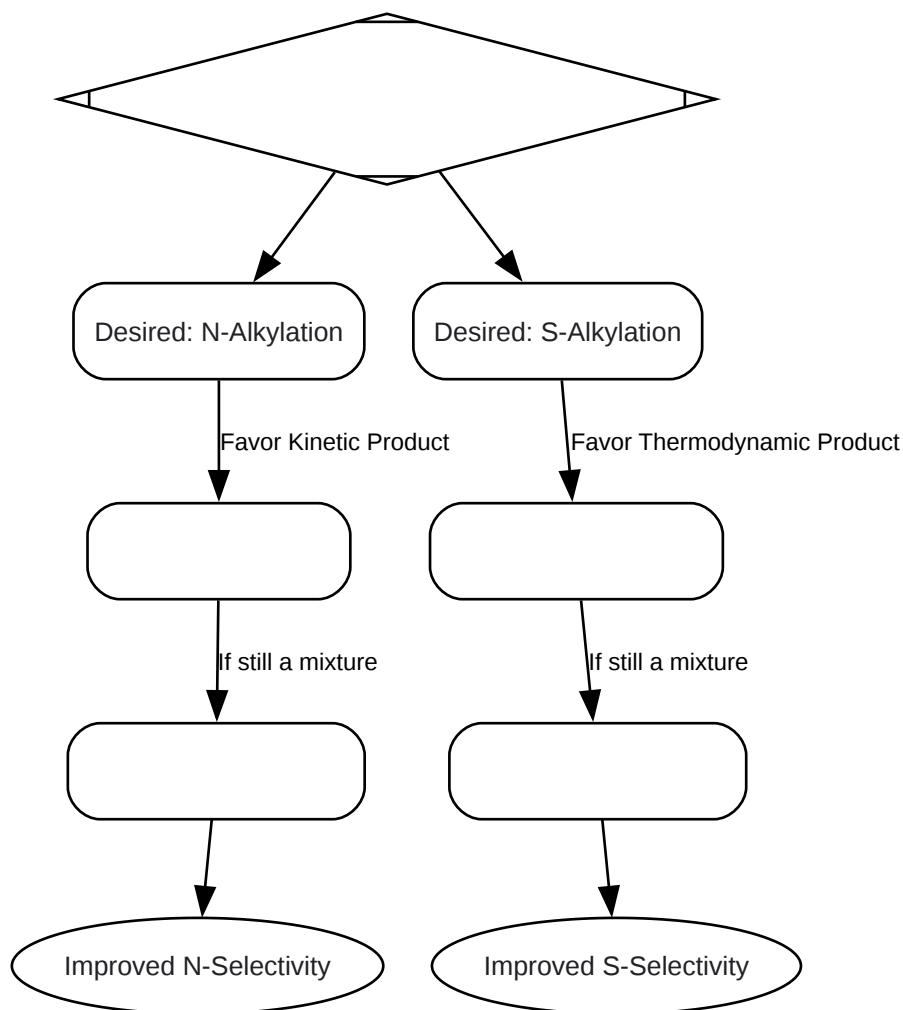 Desired: N-Alkylation
Desired: S-Alkylation
Favor Kinetic Product
Favor Thermodynamic Product
If still a mixture
If still a mixture
Improved N-Selectivity
Improved S-Selectivity